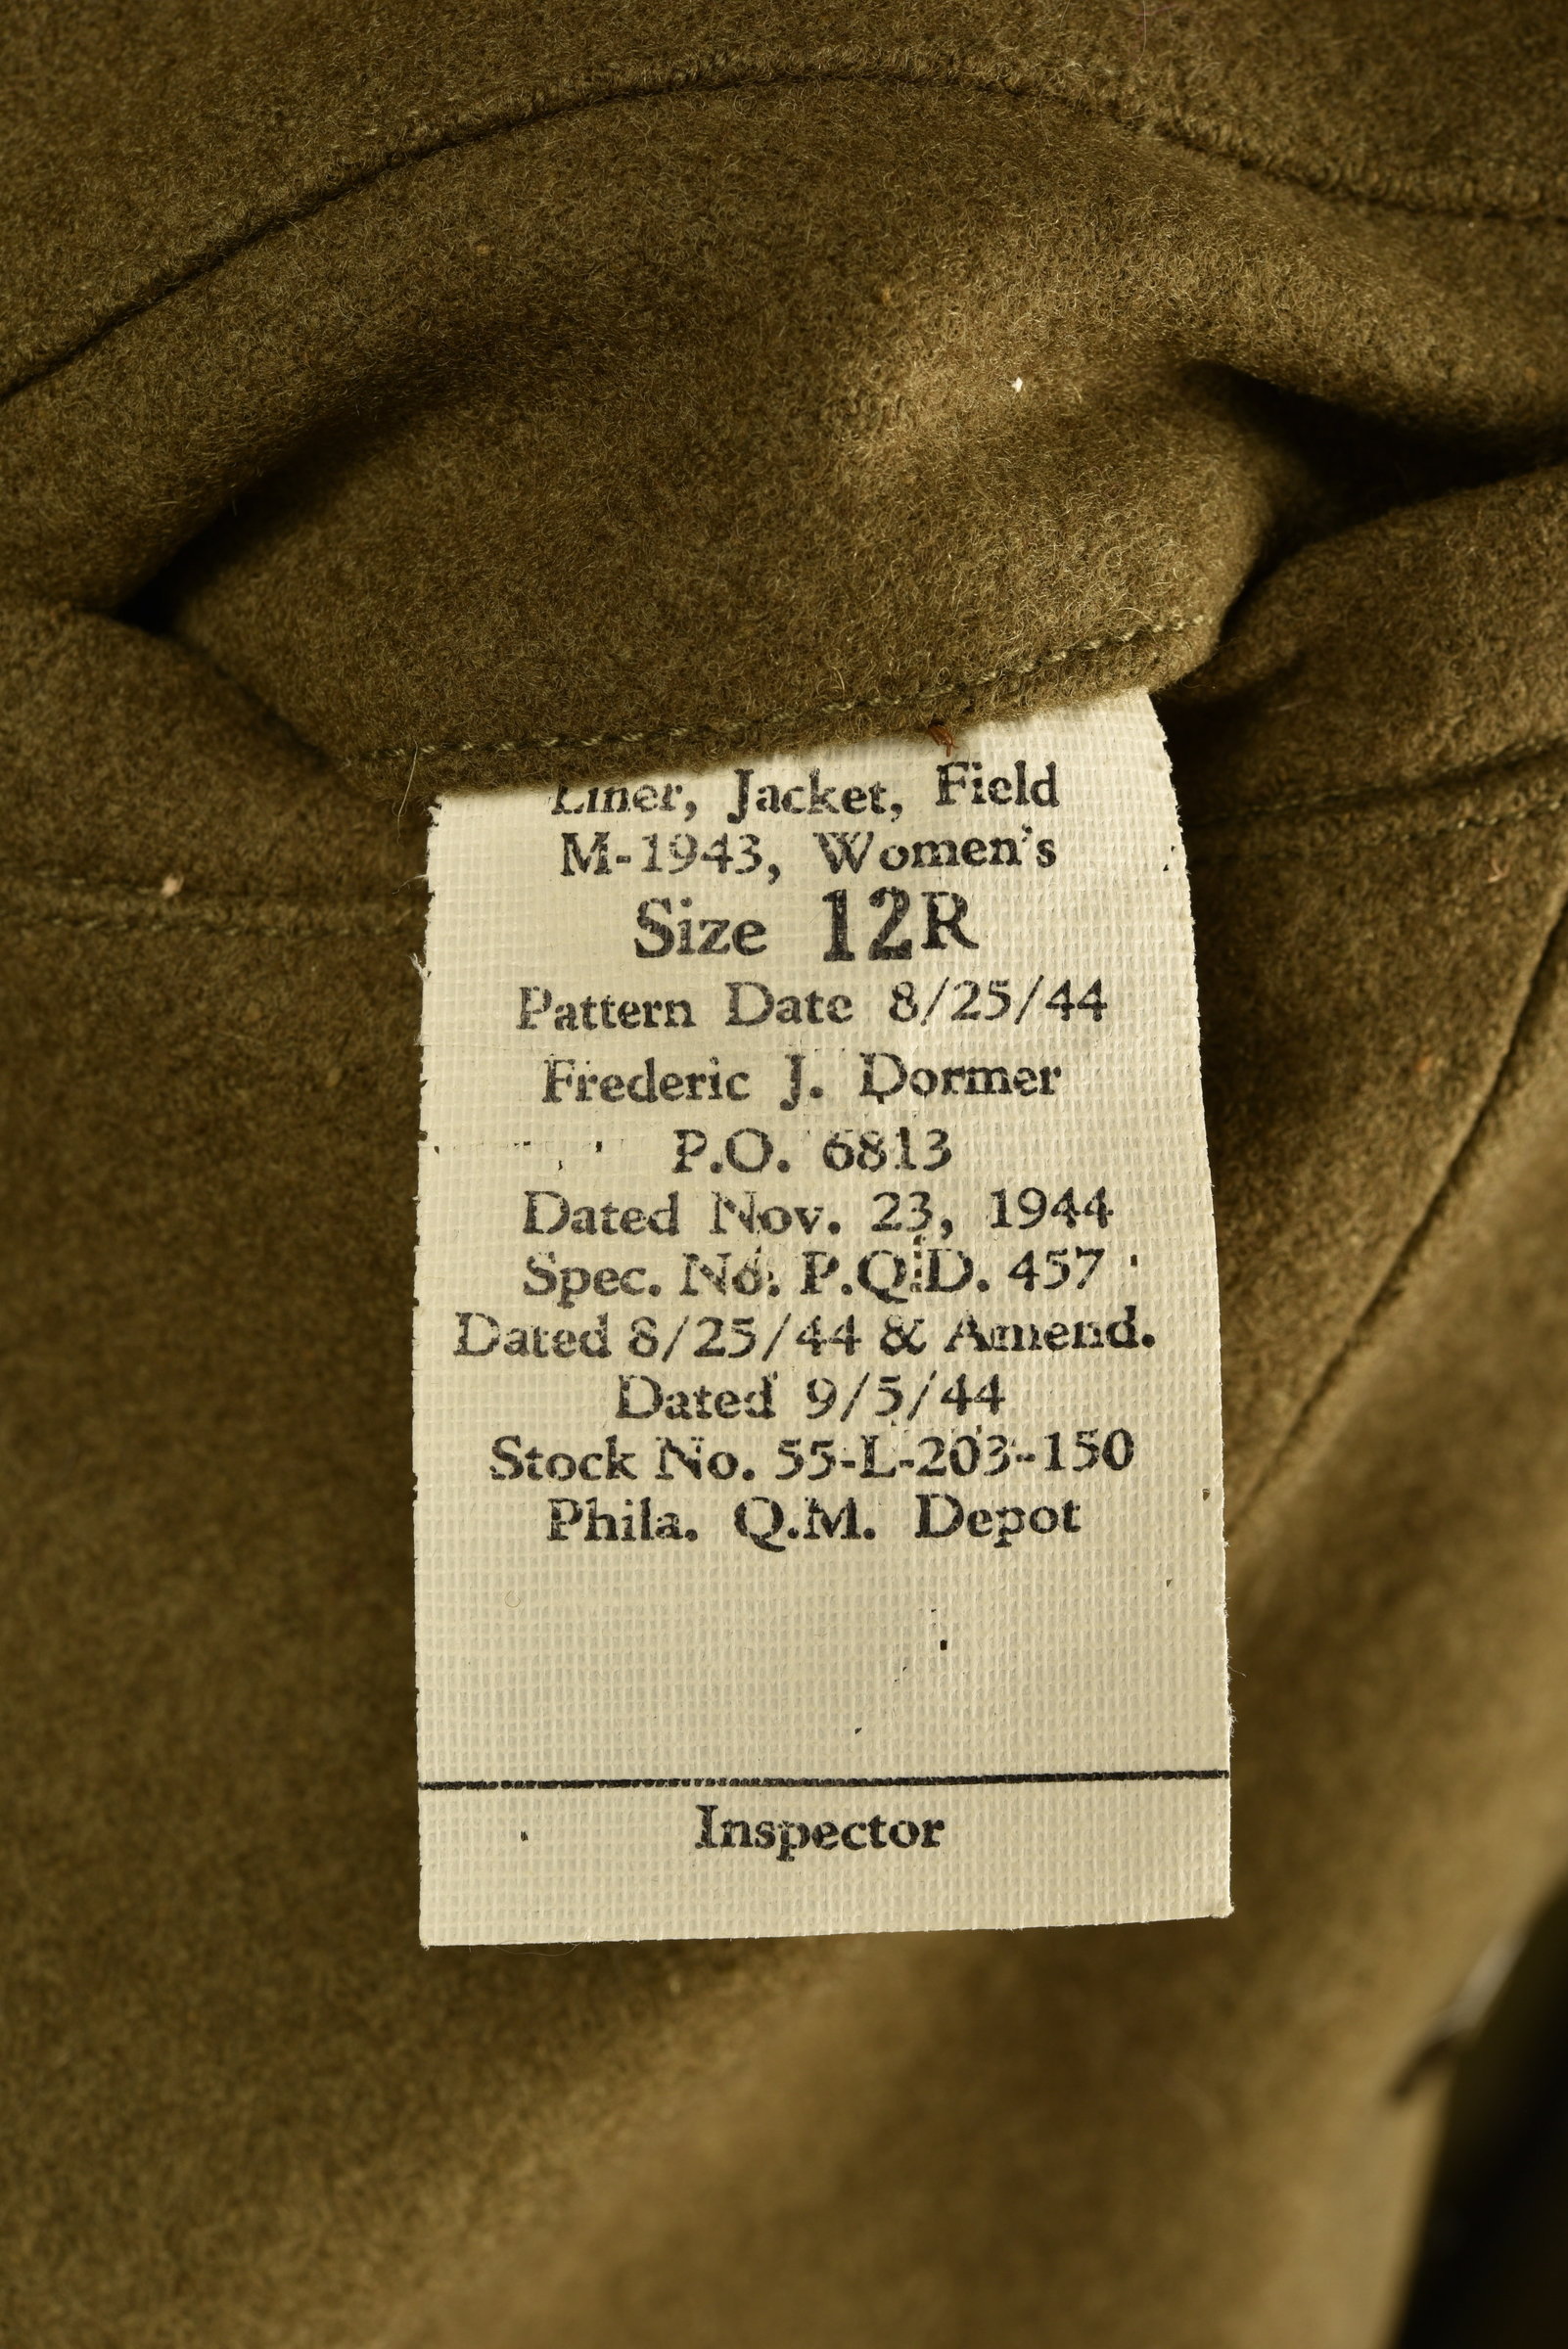 Liner, Jacket, Field
M-1943, Women's
Size 12R
Pattern Date 8/25/44
Frederic J. Dormer
P.O. 6813
Dated Nov. 23, 1944
Spec. No. P.Q.D. 457
Dated 8/25/44 & Amend.
Dated 9/5/44
Stock No. 55-L-203-150
Phila. Q.M. Depot
Inspector